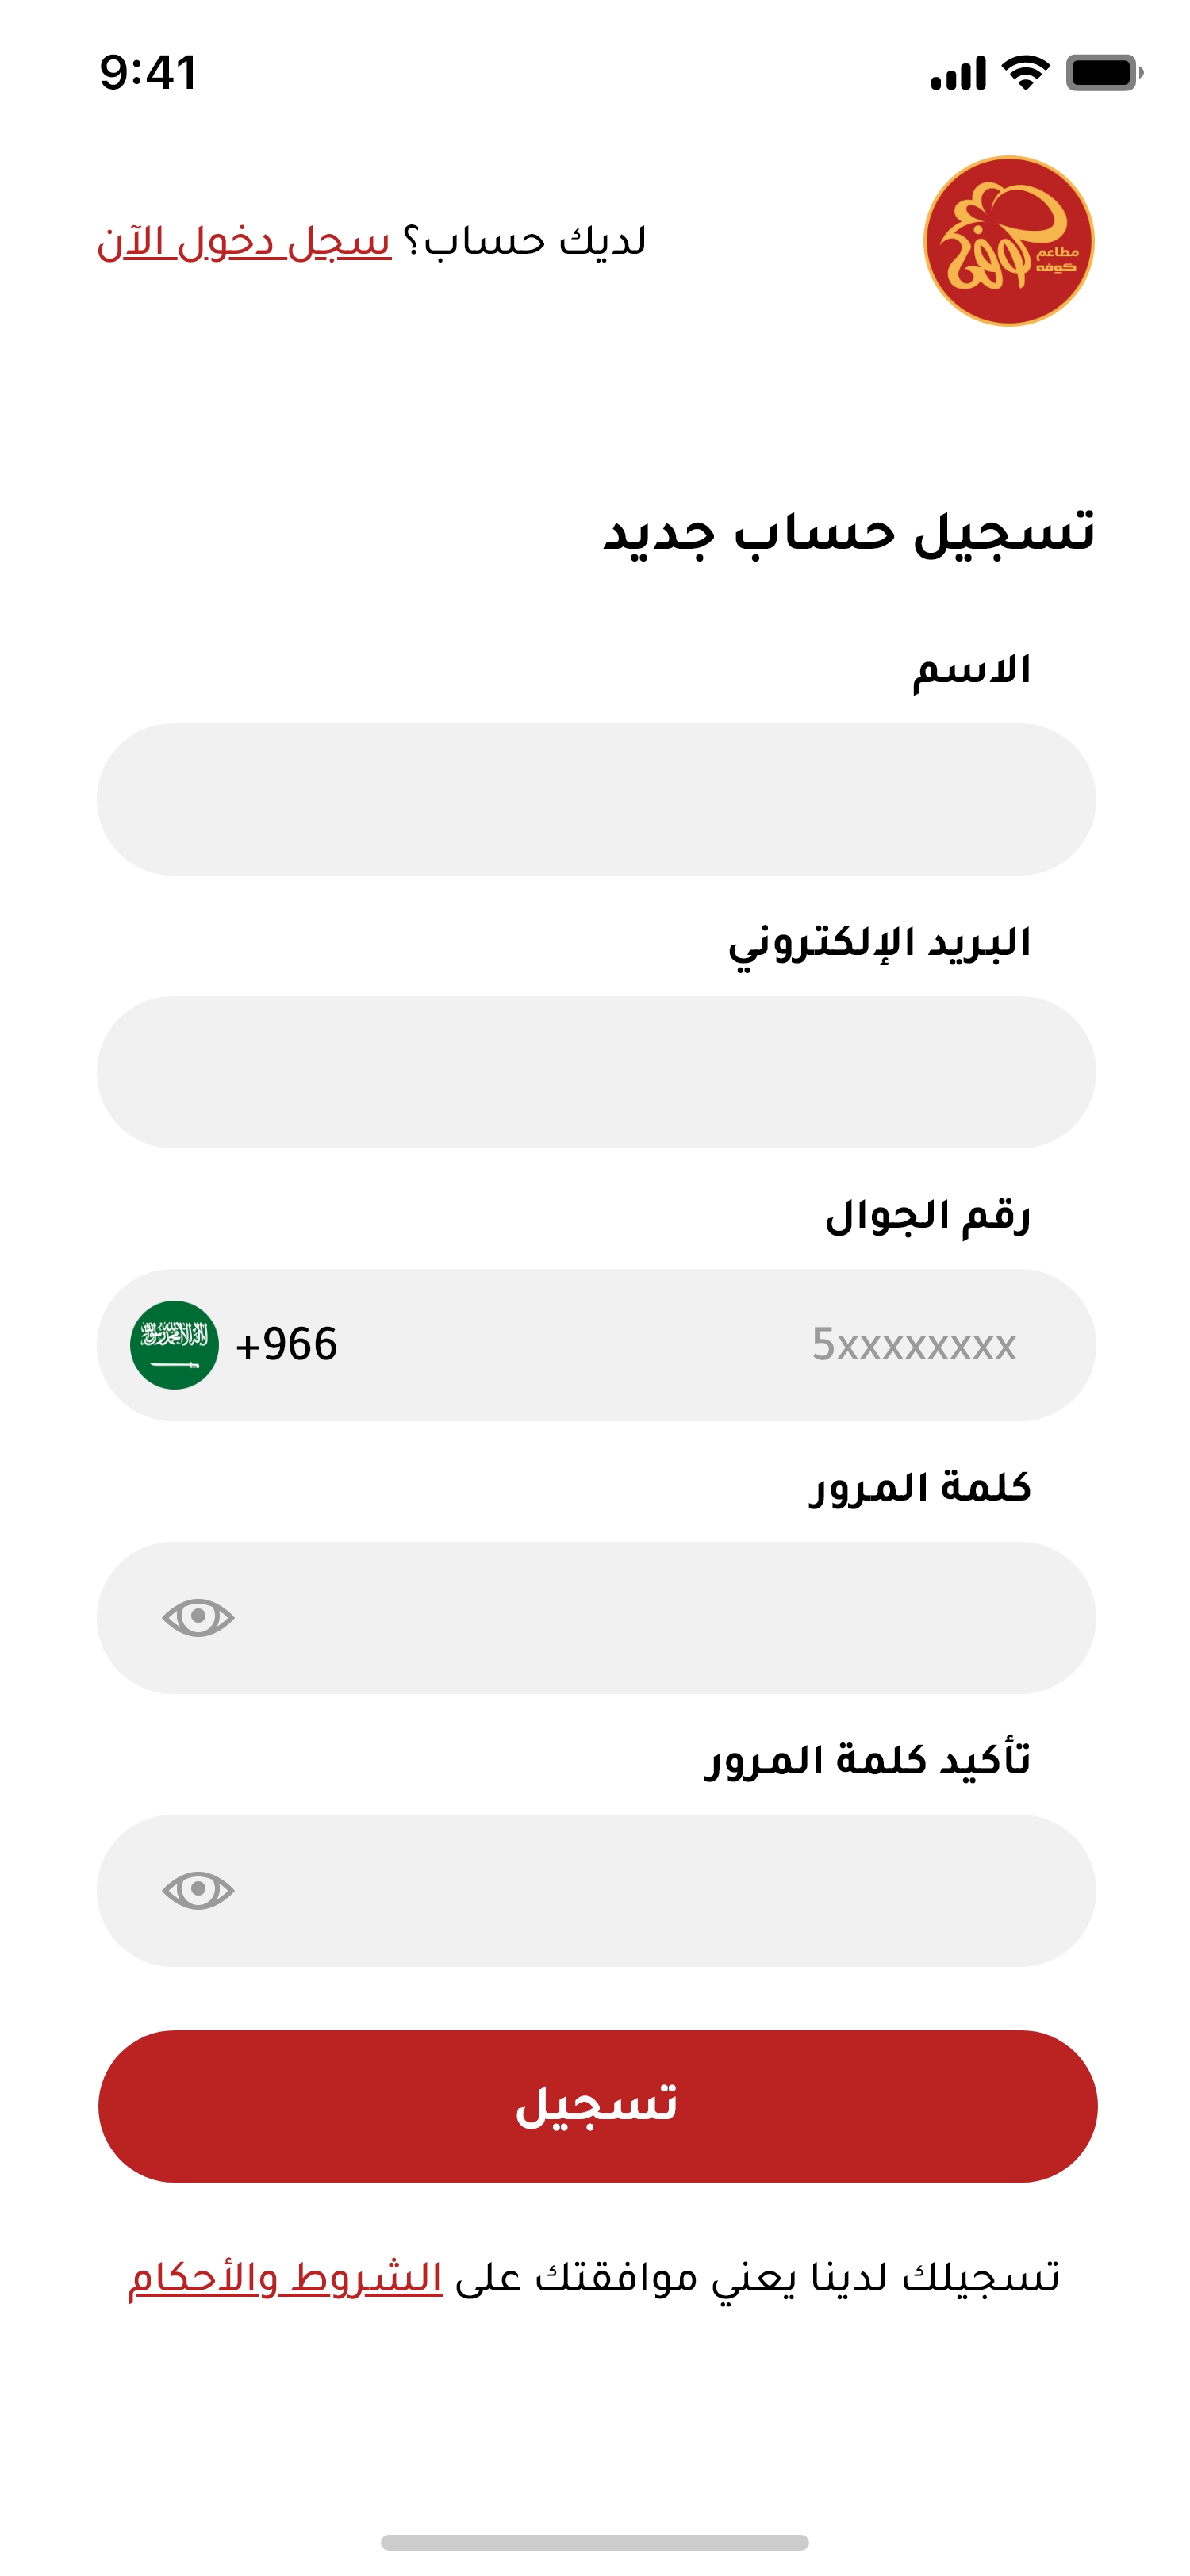 9:41
مطاعم
كوفه
لديك حساب؟ سجل دخول الآن
تسجيل حساب جديد
الاسم
البريد الإلكتروني
رقم الجوال
+966 5xxxxxxxx
كلمة المرور
تأكيد كلمة المرور
تسجيل
تسجيلك لدينا يعني موافقتك على الشروط والأحكام